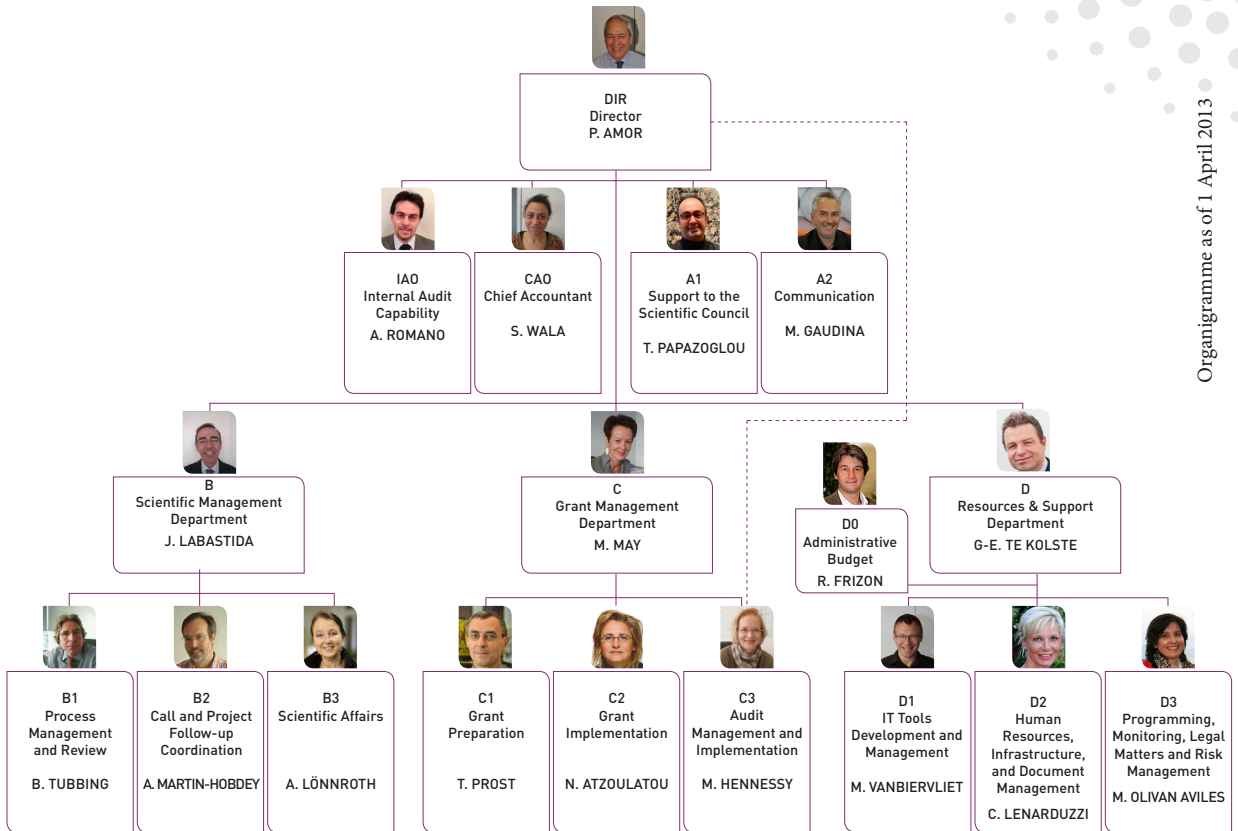 DIR
Director
P. AMOR
Organigramme as of 1 April 2013
IAO
Internal Audit
Capability
A. ROMANO
CAO
Chief Accountant
S. WALA
A1
Support to the
Scientific Council
T. PAPAZOGLOU
A2
Communication
M. GAUDINA
B
Scientific Management
Department
J. LABASTIDA
C
Grant Management
Department
M. MAY
D0
Administrative
Budget
R. FRIZON
D
Resources & Support
Department
G-E. TE KOLSTE
B1
Process
Management
and Review
B. TUBBING
B2
Call and Project
Follow-up
Coordination
A. MARTIN-HOBDEY
B3
Scientific Affairs
A. LÖNNROTH
C1
Grant
Preparation
T. PROST
C2
Grant
Implementation
N. ATZOULATOU
C3
Audit
Management and
Implementation
M. HENNESSY
D1
IT Tools
Development and
Management
M. VANBIERVLIET
D2
Human
Resources,
Infrastructure,
and Document
Management
C. LENARDUZZI
D3
Programming,
Monitoring, Legal
Matters and Risk
Management
M. OLIVAN AVILES